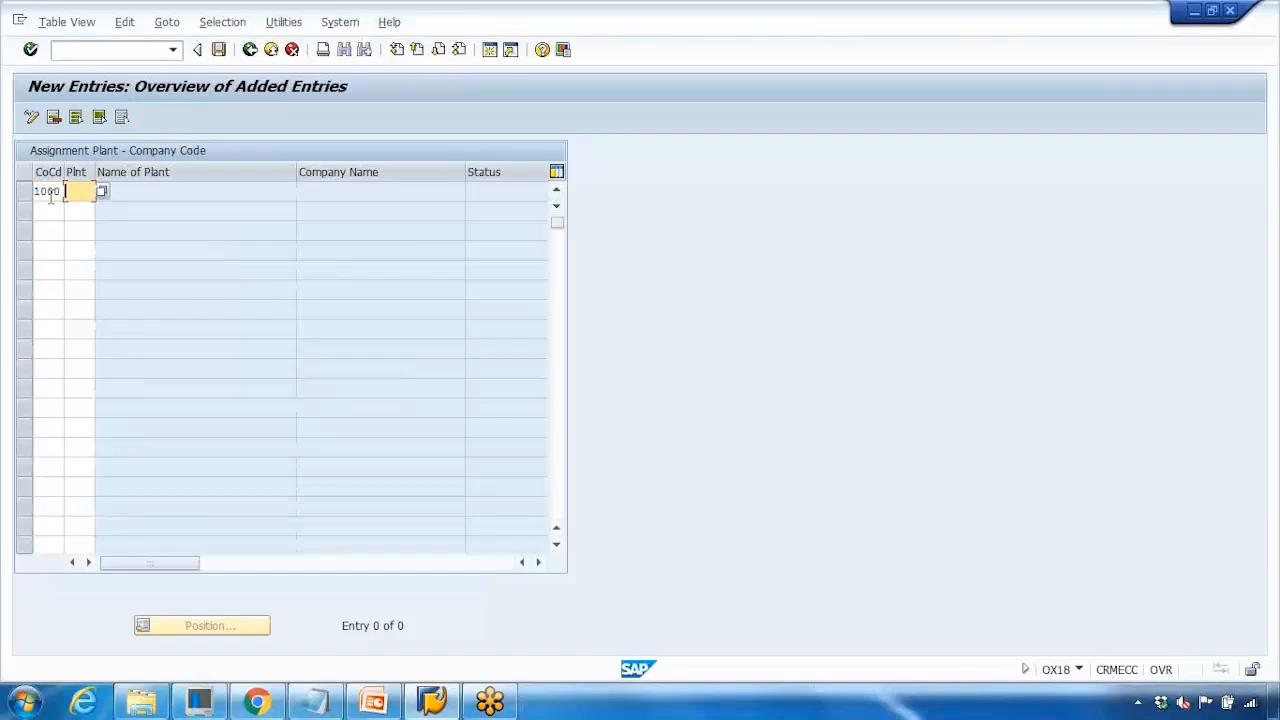 Table View Edit Goto Selection Utilities System Help
New Entries: Overview of Added Entries
Assignment Plant - Company Code
CoCd Plnt Name of Plant Company Name Status
1000
Position... Entry 0 of 0
SAP OX18 CRMECC OVR